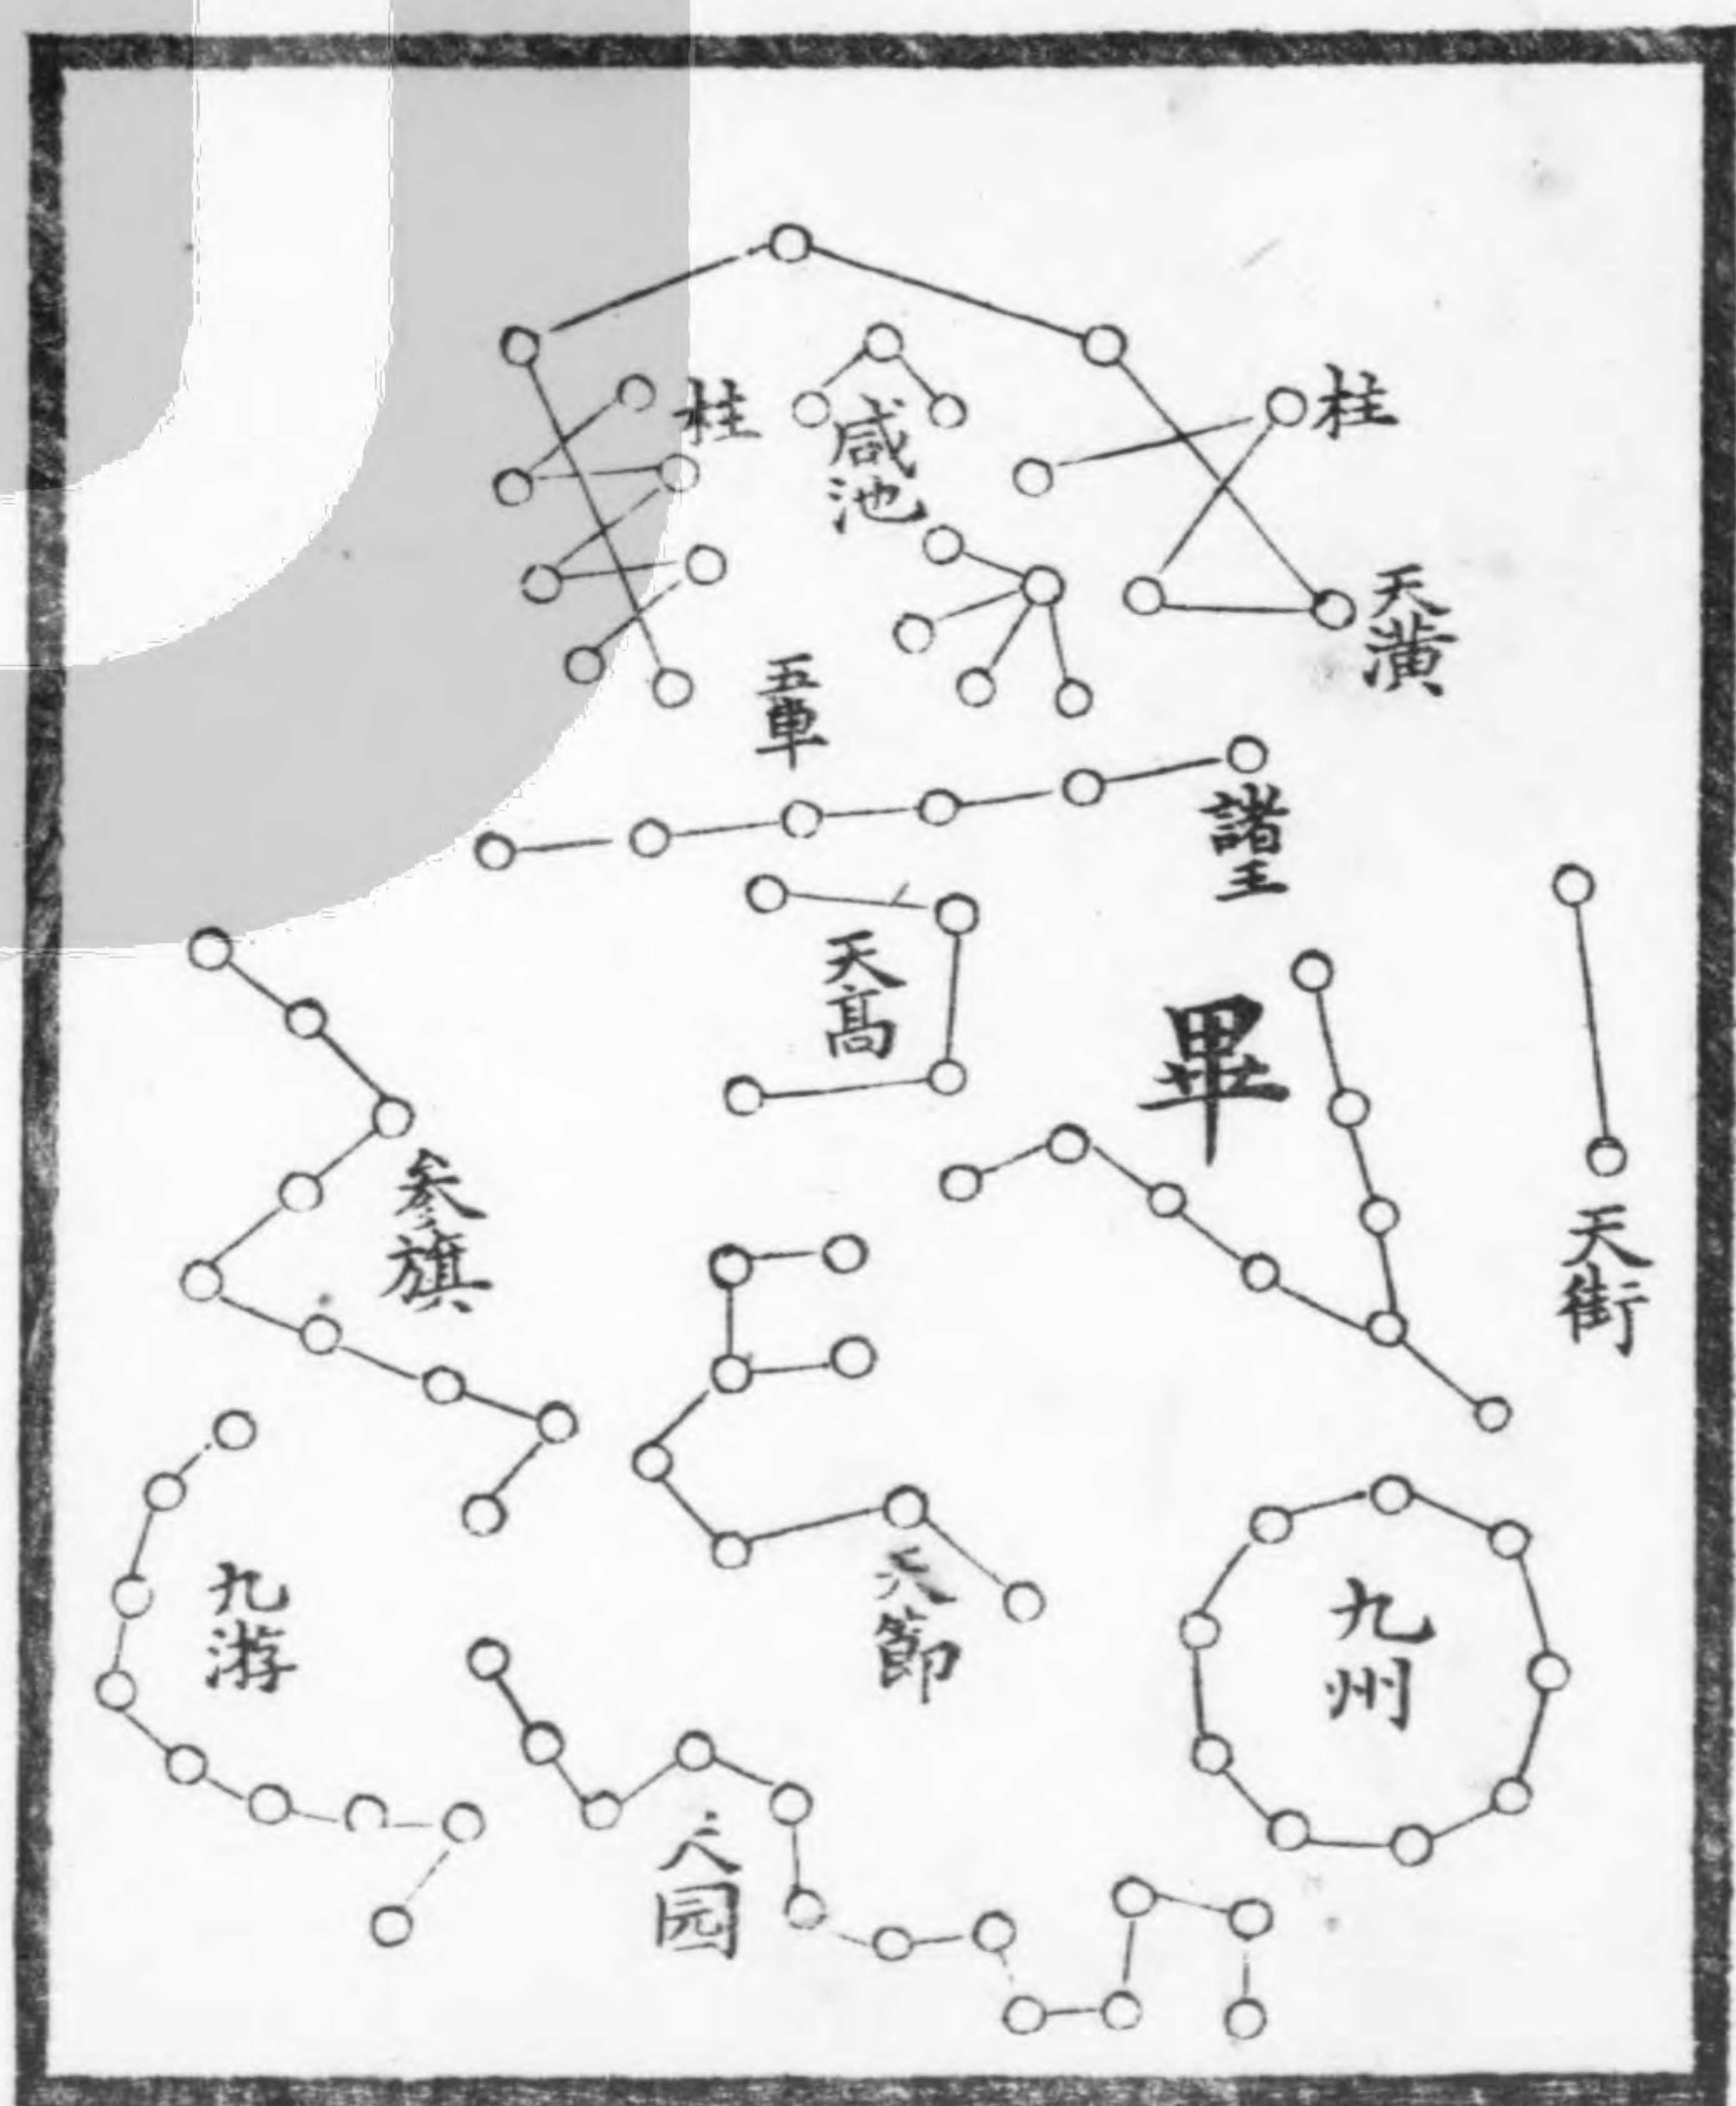 柱
咸池
柱
天潢
五車
諸王
天高
畢
参旗
天街
天節
九州
九游
天园